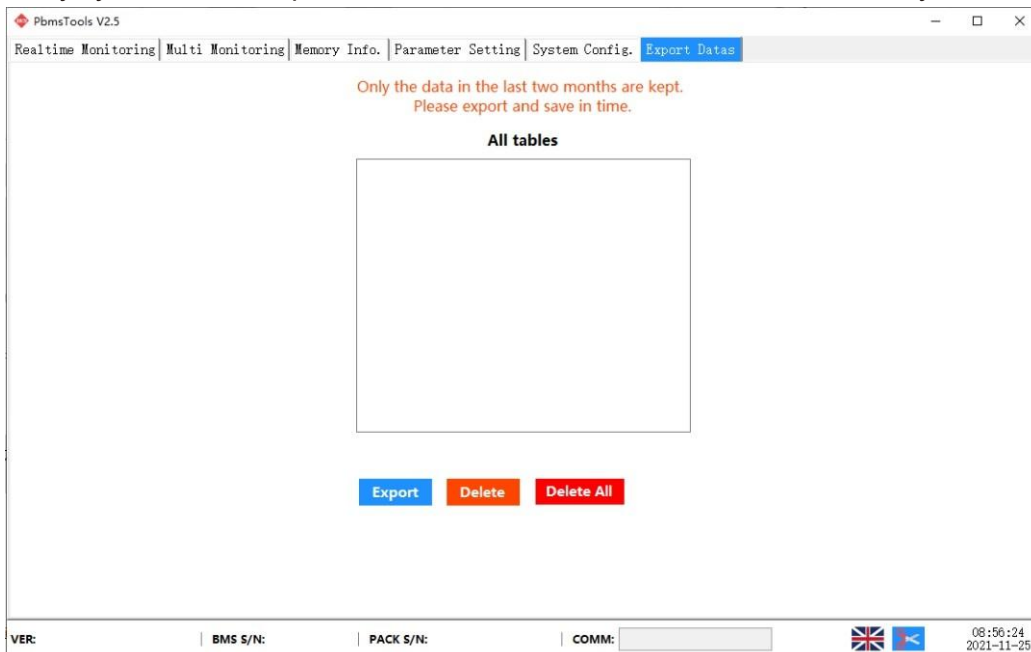 PbmsTools V2.5
Realtime Monitoring Multi Monitoring Memory Info. Parameter Setting System Config. Export Datas
Only the data in the last two months are kept.
Please export and save in time.
All tables
Export Delete Delete All
VER: BMS S/N: PACK S/N: COMM: 08:56:24
2021-11-25